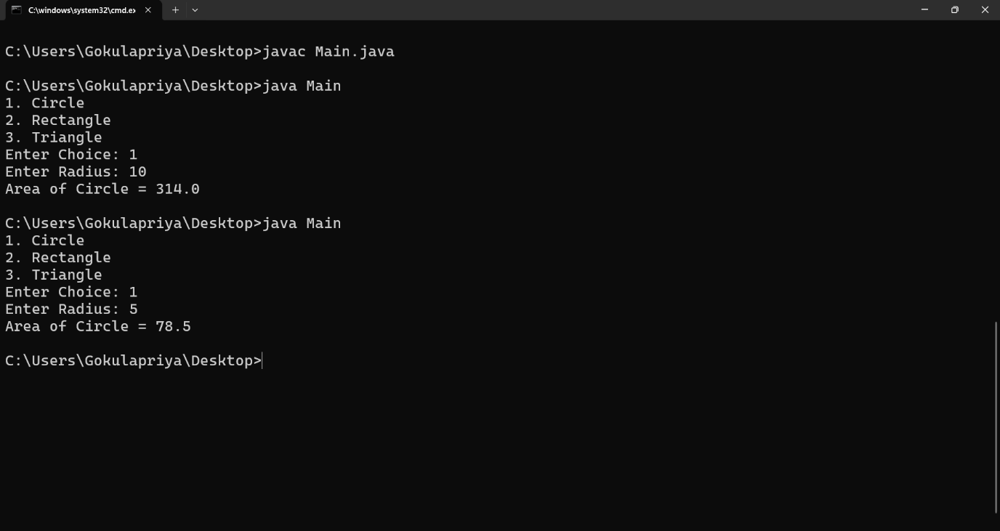 C:\windows\system32\cmd.ex
C:\Users\Gokulapriya\Desktop>javac Main.java
C:\Users\Gokulapriya\Desktop>java Main
1. Circle
2. Rectangle
3. Triangle
Enter Choice: 1
Enter Radius: 10
Area of Circle = 314.0
C:\Users\Gokulapriya\Desktop>java Main
1. Circle
2. Rectangle
3. Triangle
Enter Choice: 1
Enter Radius: 5
Area of Circle = 78.5
C:\Users\Gokulapriya\Desktop>